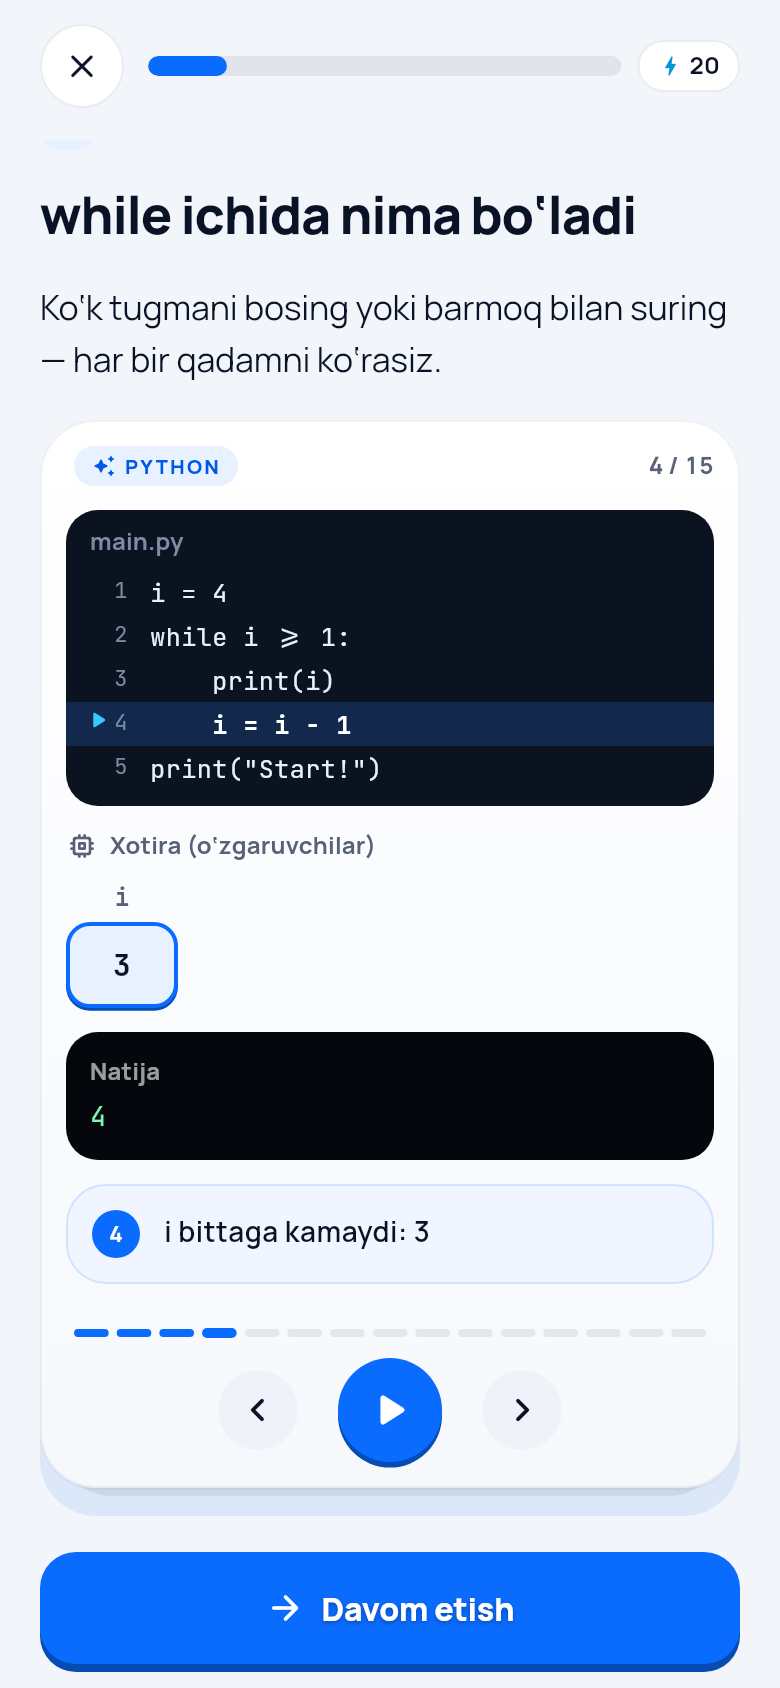 20
while ichida nima boʻladi
Koʻk tugmani bosing yoki barmoq bilan suring
— har bir qadamni koʻrasiz.
PYTHON
4 / 15
main.py
1 i = 4
2 while i >= 1:
3     print(i)
4     i = i - 1
5 print("Start!")
Xotira (oʻzgaruvchilar)
i
3
Natija
4
4 i bittaga kamaydi: 3
Davom etish